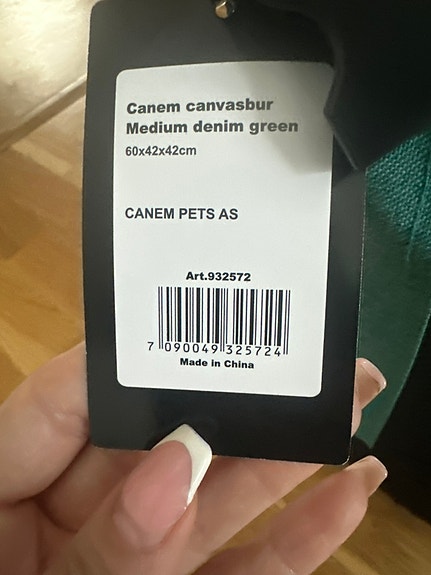 Canem canvasbur
Medium denim green
60x42x42cm
CANEM PETS AS
Art.932572
7 090049 325724
Made in China